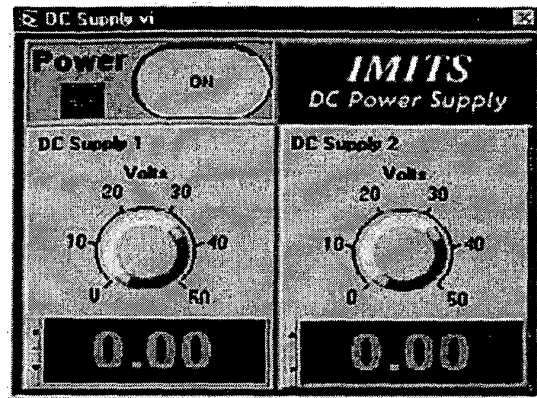 DC Supply vi
Power
ON
IMITS
DC Power Supply
DC Supply 1
Volts
20 30
10 40
0 50
0.00
DC Supply 2
Volts
20 30
10 40
0 50
0.00